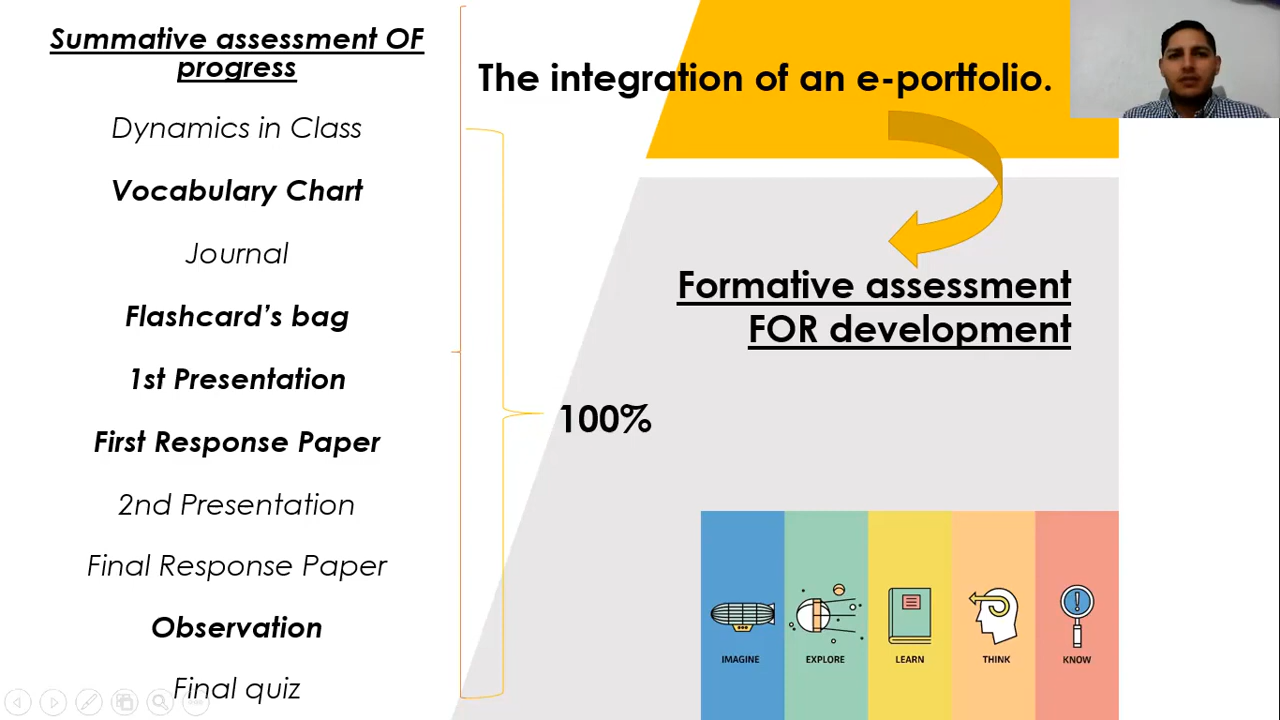 Summative assessment OF
progress
Dynamics in Class
Vocabulary Chart
Journal
Flashcard’s bag
1st Presentation
First Response Paper
2nd Presentation
Final Response Paper
Observation
Final quiz
The integration of an e-portfolio.
Formative assessment
FOR development
100%
IMAGINE
EXPLORE
LEARN
THINK
KNOW